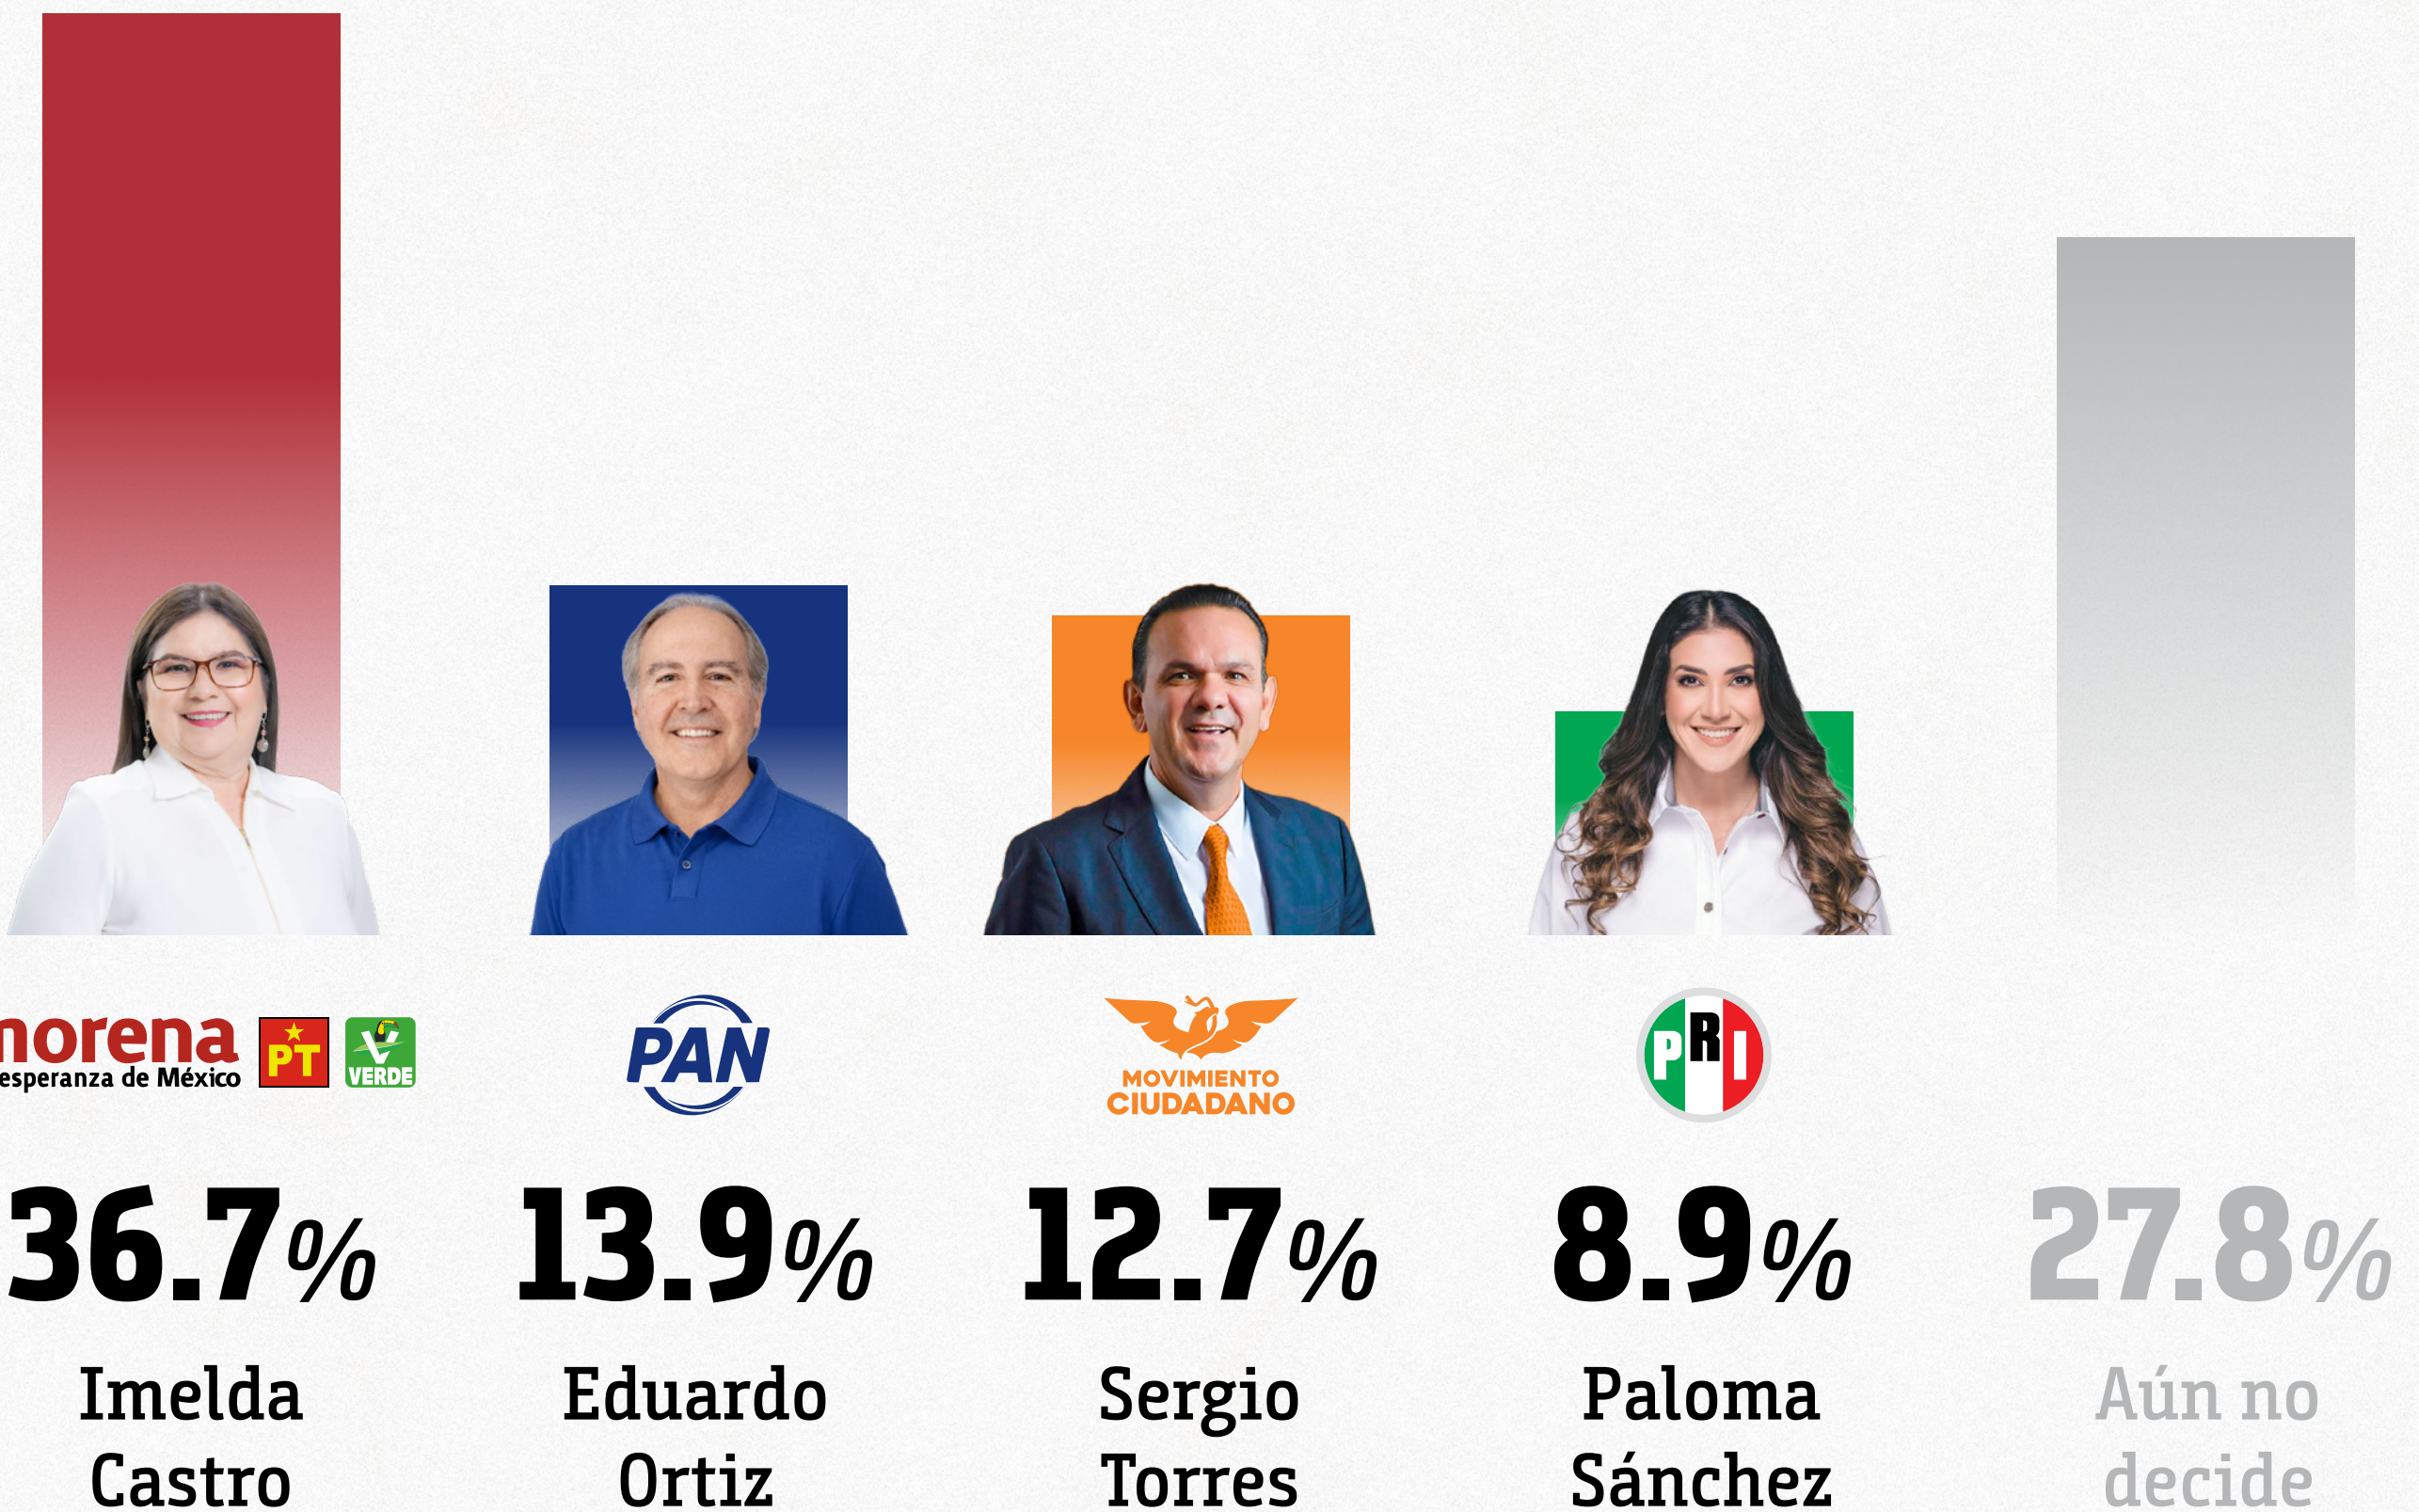 morena
esperanza de México
PT
VERDE
PAN
MOVIMIENTO
CIUDADANO
PRI
36.7%
13.9%
12.7%
8.9%
27.8%
Imelda
Castro
Eduardo
Ortiz
Sergio
Torres
Paloma
Sánchez
Aún no
decide